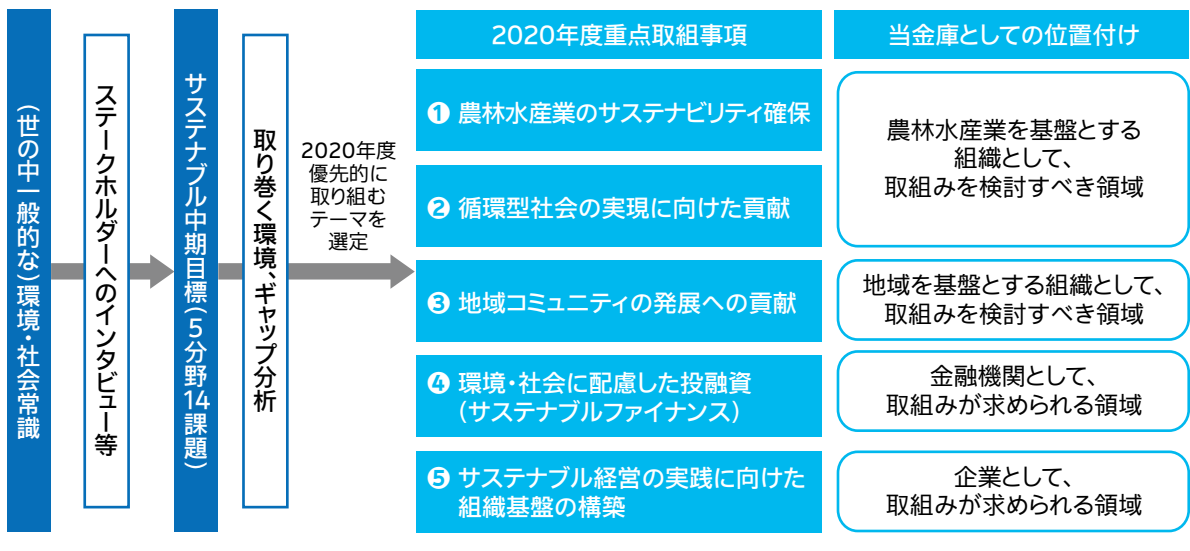 (世の中一般的な)環境・社会常識
ステークホルダーへのインタビュー等
サステナブル中期目標(5分野14課題)
取り巻く環境、ギャップ分析
2020年度
優先的に
取り組む
テーマを
選定
2020年度重点取組事項
当金庫としての位置付け
❶ 農林水産業のサステナビリティ確保
❷ 循環型社会の実現に向けた貢献
農林水産業を基盤とする
組織として、
取組みを検討すべき領域
❸ 地域コミュニティの発展への貢献
地域を基盤とする組織として、
取組みを検討すべき領域
❹ 環境・社会に配慮した投融資
(サステナブルファイナンス)
金融機関として、
取組みが求められる領域
❺ サステナブル経営の実践に向けた
組織基盤の構築
企業として、
取組みが求められる領域